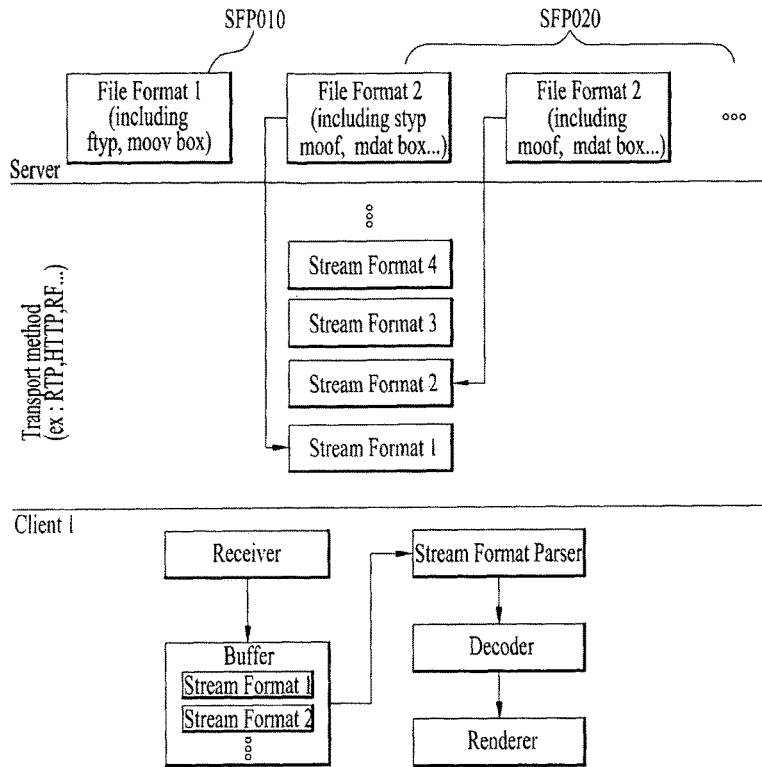 SFP010
SFP020
File Format 1
(including
ftyp, moov box)
File Format 2
(including styp
moof, mdat box...)
File Format 2
(including
moof, mdat box...)
Server
Transport method
(ex : RTP,HTTP,RF...)
Stream Format 4
Stream Format 3
Stream Format 2
Stream Format 1
Client 1
Receiver
Stream Format Parser
Buffer
Stream Format 1
Stream Format 2
Decoder
Renderer